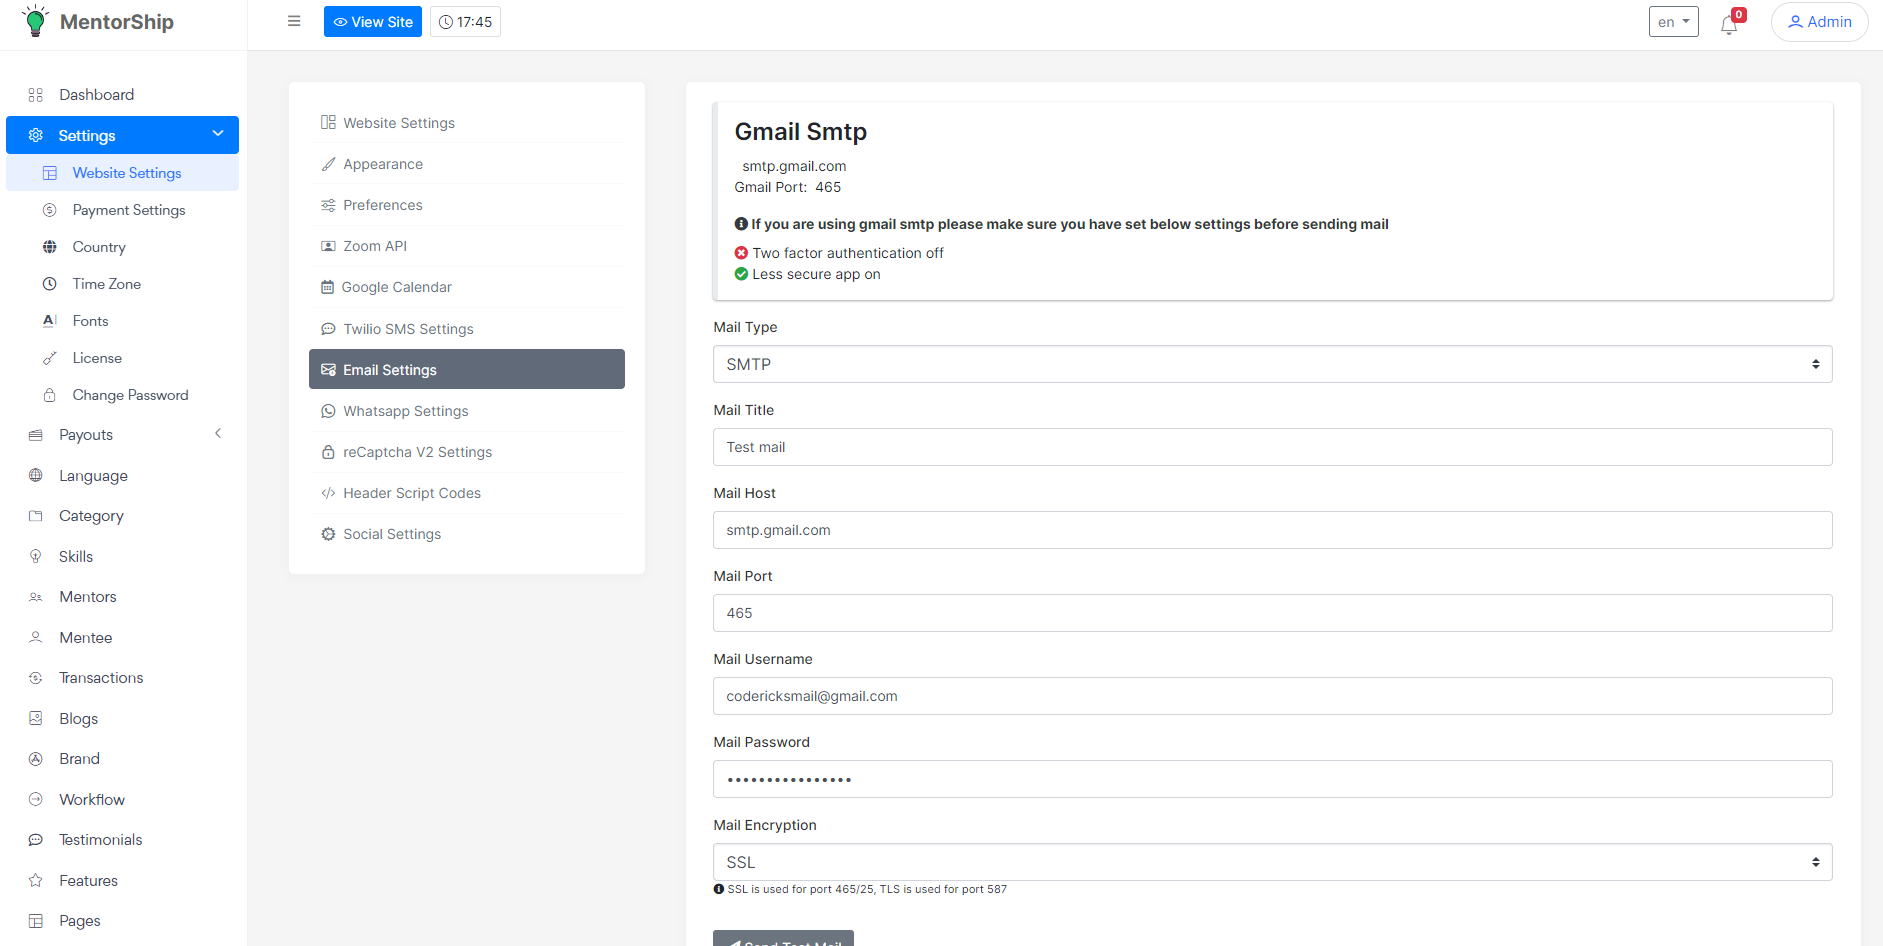 MentorShip
View Site
17:45
en
0
Admin
Dashboard
Settings
Website Settings
Payment Settings
Country
Time Zone
Fonts
License
Change Password
Payouts
Language
Category
Skills
Mentors
Mentee
Transactions
Blogs
Brand
Workflow
Testimonials
Features
Pages
Website Settings
Appearance
Preferences
Zoom API
Google Calendar
Twilio SMS Settings
Email Settings
Whatsapp Settings
reCaptcha V2 Settings
Header Script Codes
Social Settings
Gmail Smtp
smtp.gmail.com
Gmail Port: 465
If you are using gmail smtp please make sure you have set below settings before sending mail
Two factor authentication off
Less secure app on
Mail Type
SMTP
Mail Title
Test mail
Mail Host
smtp.gmail.com
Mail Port
465
Mail Username
codericksmail@gmail.com
Mail Password
••••••••••••••••
Mail Encryption
SSL
SSL is used for port 465/25, TLS is used for port 587
Send Test Mail